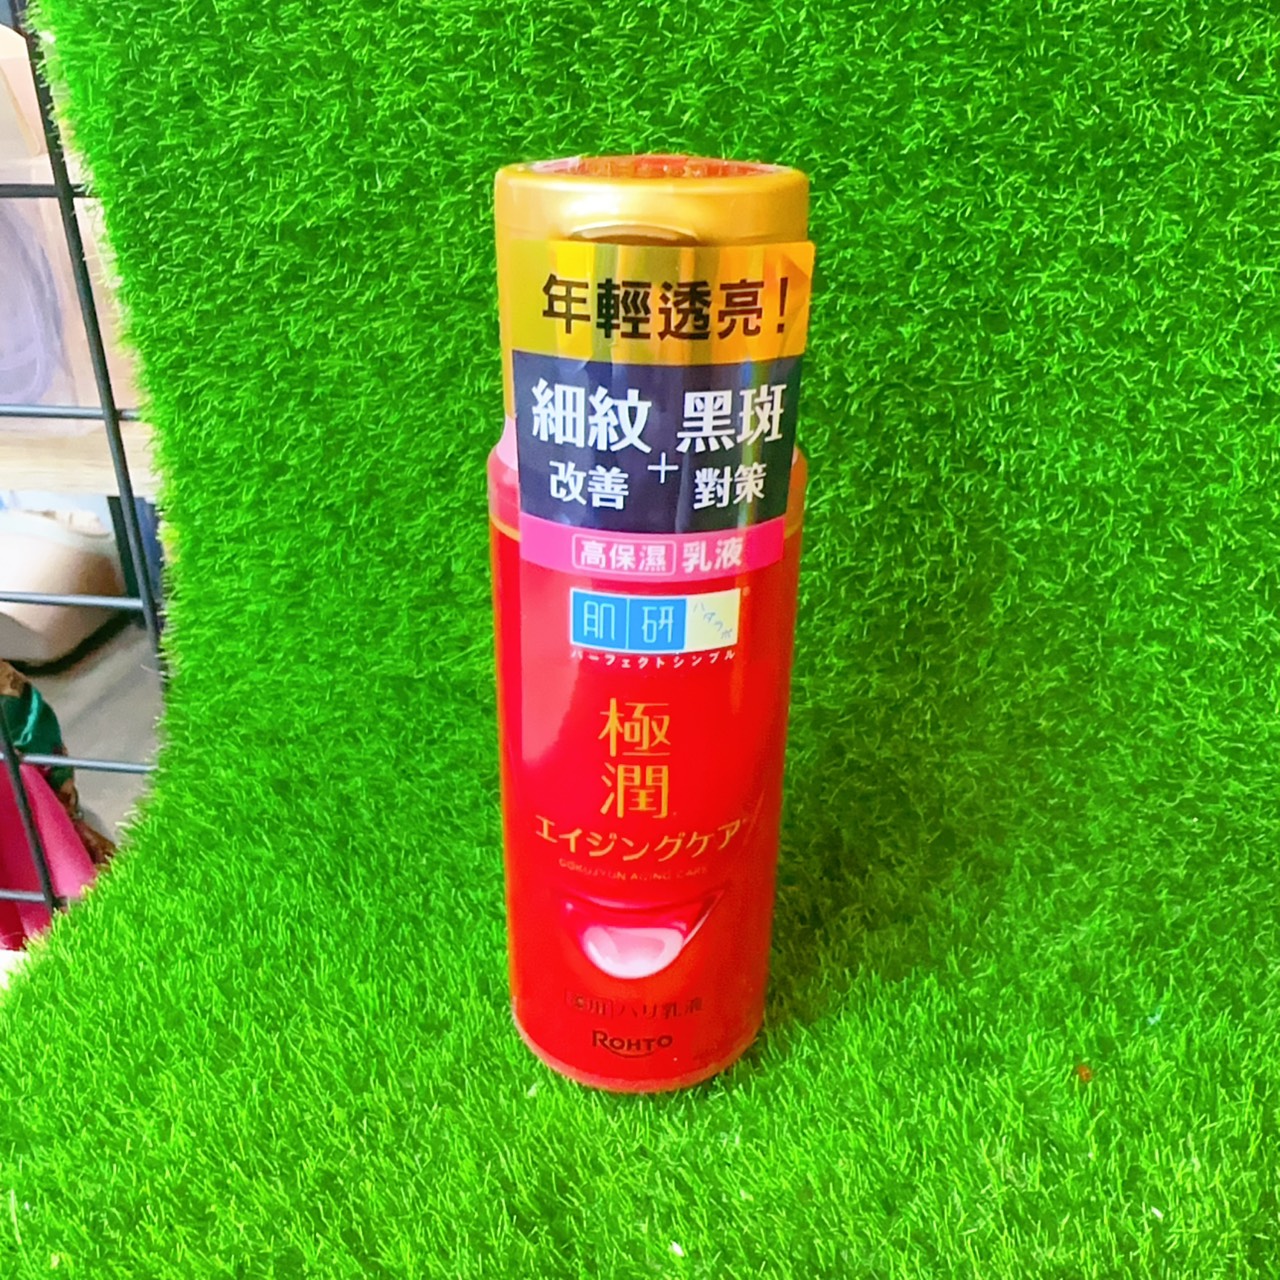 年輕透亮！
細紋 黑斑
改善＋對策
高保濕 乳液
肌研 ハダラボ®
パーフェクトシンプル
極潤
エイジングケア
GOKUJYUN AGING CARE
薬用 ハリ乳液
ROHTO